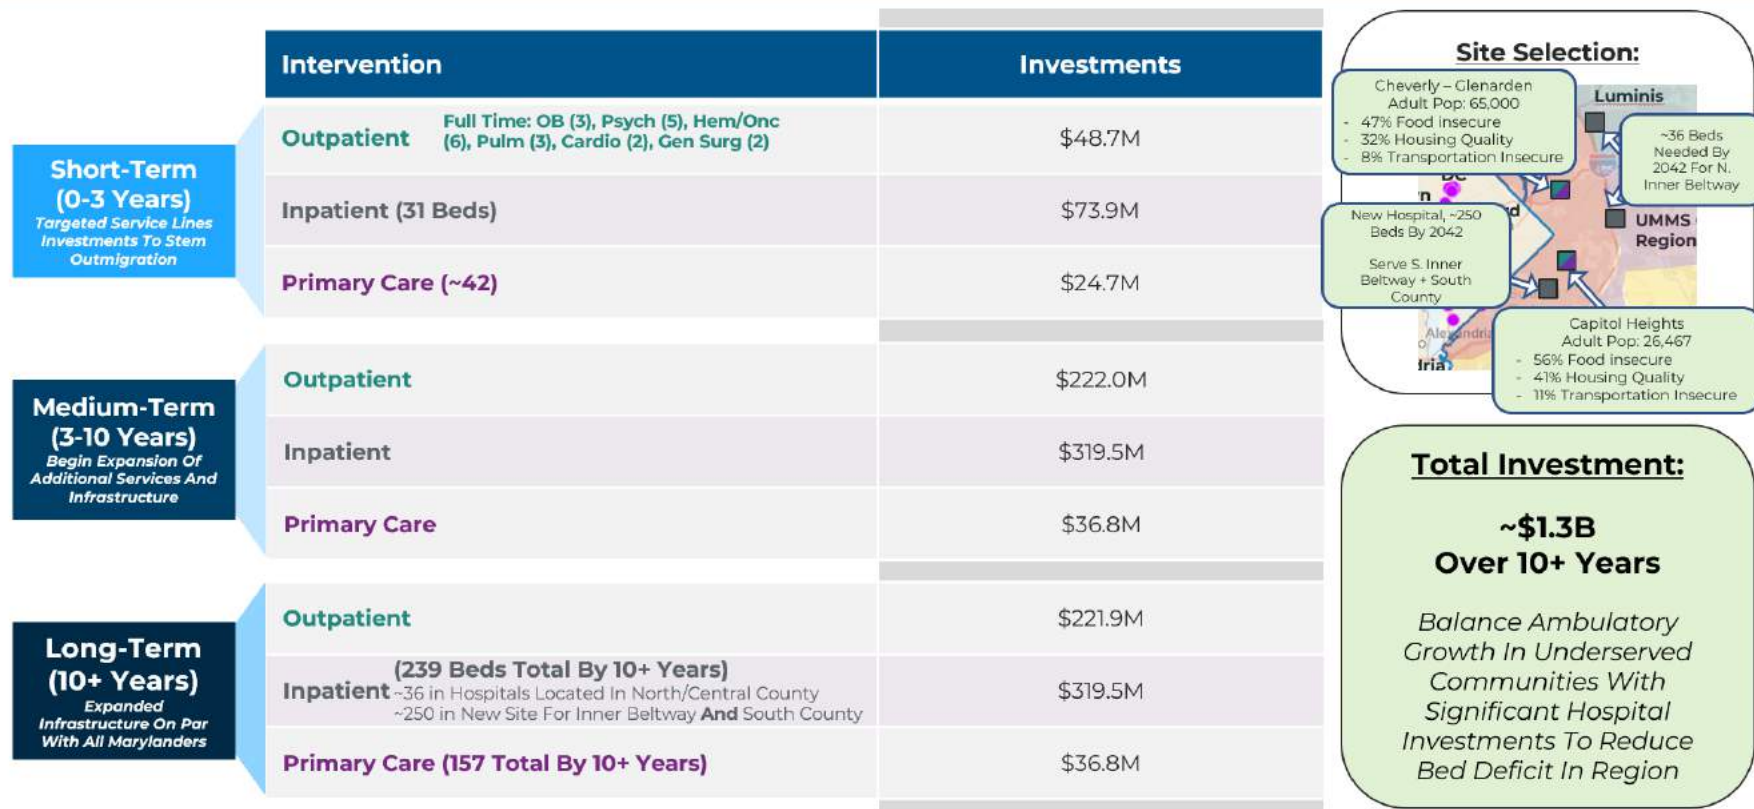 Intervention
Investments
Short-Term
(0-3 Years)
Targeted Service Lines
Investments To Stem
Outmigration
Outpatient
Full Time: OB (3), Psych (5), Hem/Onc
(6), Pulm (3), Cardio (2), Gen Surg (2)
$48.7M
Inpatient (31 Beds)
$73.9M
Primary Care (~42)
$24.7M
Medium-Term
(3-10 Years)
Begin Expansion Of
Additional Services And
Infrastructure
Outpatient
$222.0M
Inpatient
$319.5M
Primary Care
$36.8M
Long-Term
(10+ Years)
Expanded
Infrastructure On Par
With All Marylanders
Outpatient
$221.9M
Inpatient
(239 Beds Total By 10+ Years)
~36 in Hospitals Located In North/Central County
~250 in New Site For Inner Beltway And South County
$319.5M
Primary Care (157 Total By 10+ Years)
$36.8M
Site Selection:
Cheverly – Glenarden
Adult Pop: 65,000
- 47% Food insecure
- 32% Housing Quality
- 8% Transportation Insecure
Luminis
~36 Beds
Needed By
2042 For N.
Inner Beltway
New Hospital, ~250
Beds By 2042
Serve S. Inner
Beltway + South
County
UMMS
Region
Capitol Heights
Adult Pop: 26,467
- 56% Food insecure
- 41% Housing Quality
- 11% Transportation Insecure
Total Investment:
~$1.3B
Over 10+ Years
Balance Ambulatory
Growth In Underserved
Communities With
Significant Hospital
Investments To Reduce
Bed Deficit In Region